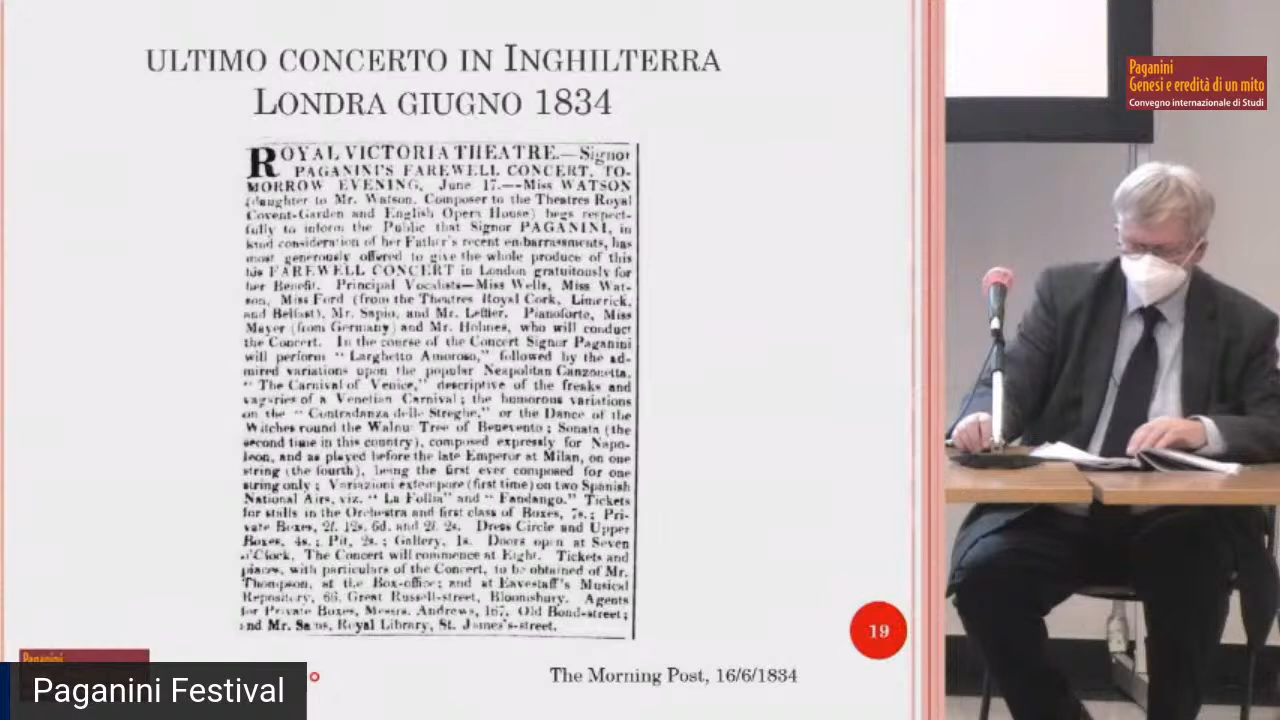 ULTIMO CONCERTO IN INGHILTERRA
LONDRA GIUGNO 1834
ROYAL VICTORIA THEATRE.—Signor
PAGANINI'S FAREWELL CONCERT, TO-
MORROW EVENING, June 17.—Miss WATSON
(daughter to Mr. Watson, Composer to the Theatres Royal
Covent-Garden and English Opera House) begs respect-
fully to inform the Public that Signor PAGANINI, in
kind consideration of her Father's recent embarrassments, has
most generously offered to give the whole produce of this
his FAREWELL CONCERT in London gratuitously for
her Benefit. Principal Vocalists—Miss Wells, Miss Wat-
son, Miss Ford (from the Theatres Royal Cork, Limerick,
and Belfast), Mr. Sapio, and Mr. Leffler. Pianoforte, Miss
Mayer (from Germany) and Mr. Holmes, who will conduct
the Concert. In the course of the Concert Signor Paganini
will perform "Larghetto Amoroso," followed by the ad-
mired variations upon the popular Neapolitan Canzonetta,
"The Carnival of Venice," descriptive of the freaks and
vagaries of a Venetian Carnival; the humorous variations
on the "Contradanza delle Streghe," or the Dance of the
Witches round the Walnut Tree of Benevento; Sonata (the
second time in this country), composed expressly for Napo-
leon, and as played before the late Emperor at Milan, on one
string (the fourth), being the first ever composed for one
string only; Variazioni extempore (first time) on two Spanish
National Airs, viz. "La Follia" and "Fandango." Tickets
for stalls in the Orchestra and first class of Boxes, 7s.; Pri-
vate Boxes, 2l. 12s. 6d. and 2l. 2s. Dress Circle and Upper
Boxes, 4s.; Pit, 2s.; Gallery, 1s. Doors open at Seven
o'Clock. The Concert will commence at Eight. Tickets and
places, with particulars of the Concert, to be obtained of Mr.
Thompson, at the Box-office; and at Eavestaff's Musical
Repository, 66, Great Russell-street, Bloomsbury. Agents
for Private Boxes, Messrs. Andrews, 167, Old Bond-street;
and Mr. Sams, Royal Library, St. James's-street.
The Morning Post, 16/6/1834
19
Paganini
Paganini Festival
Paganini
Genesi e eredità di un mito
Convegno internazionale di Studi